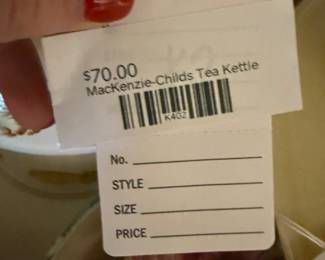 $70.00
MacKenzie-Childs Tea Kettle
K402
No.
STYLE
SIZE
PRICE